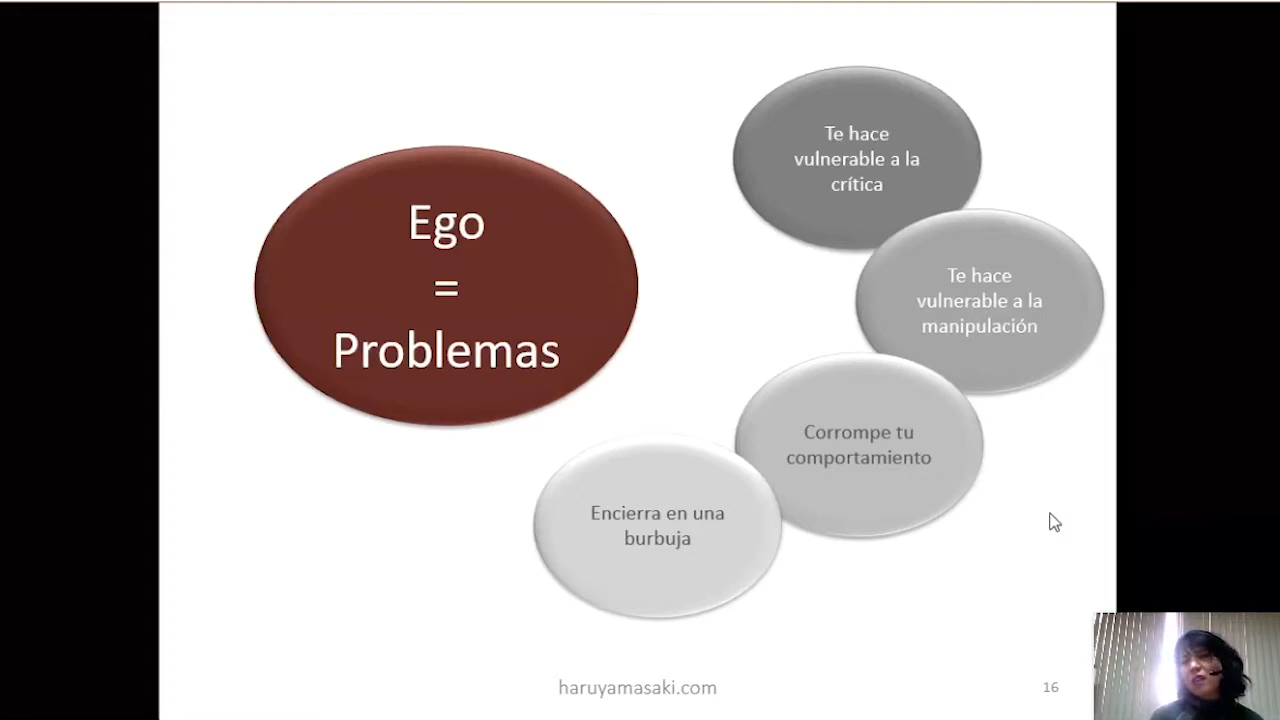 Ego
=
Problemas
Te hace
vulnerable a la
crítica
Te hace
vulnerable a la
manipulación
Corrompe tu
comportamiento
Encierra en una
burbuja
haruyamasaki.com
16